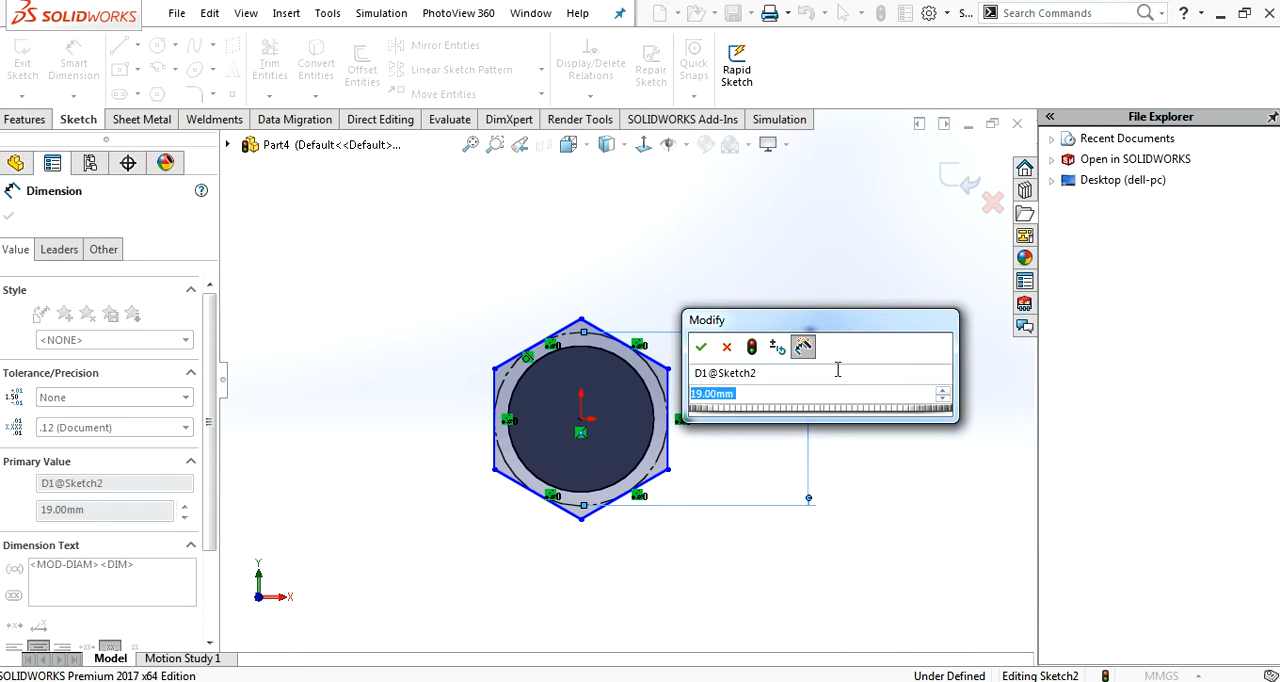 SOLIDWORKS File Edit View Insert Tools Simulation PhotoView 360 Window Help S... Search Commands ?
Exit Sketch
Smart Dimension
Trim Entities
Convert Entities
Offset Entities
Mirror Entities
Linear Sketch Pattern
Move Entities
Display/Delete Relations
Repair Sketch
Quick Snaps
Rapid Sketch
Features Sketch Sheet Metal Weldments Data Migration Direct Editing Evaluate DimXpert Render Tools SOLIDWORKS Add-Ins Simulation
Part4 (Default<<Default>...
Dimension
Value Leaders Other
Style
<NONE>
Tolerance/Precision
None
.12 (Document)
Primary Value
D1@Sketch2
19.00mm
Dimension Text
<MOD-DIAM><DIM>
Modify
D1@Sketch2
19.00mm
Y
X
File Explorer
Recent Documents
Open in SOLIDWORKS
Desktop (dell-pc)
Model Motion Study 1
SOLIDWORKS Premium 2017 x64 Edition Under Defined Editing Sketch2 MMGS